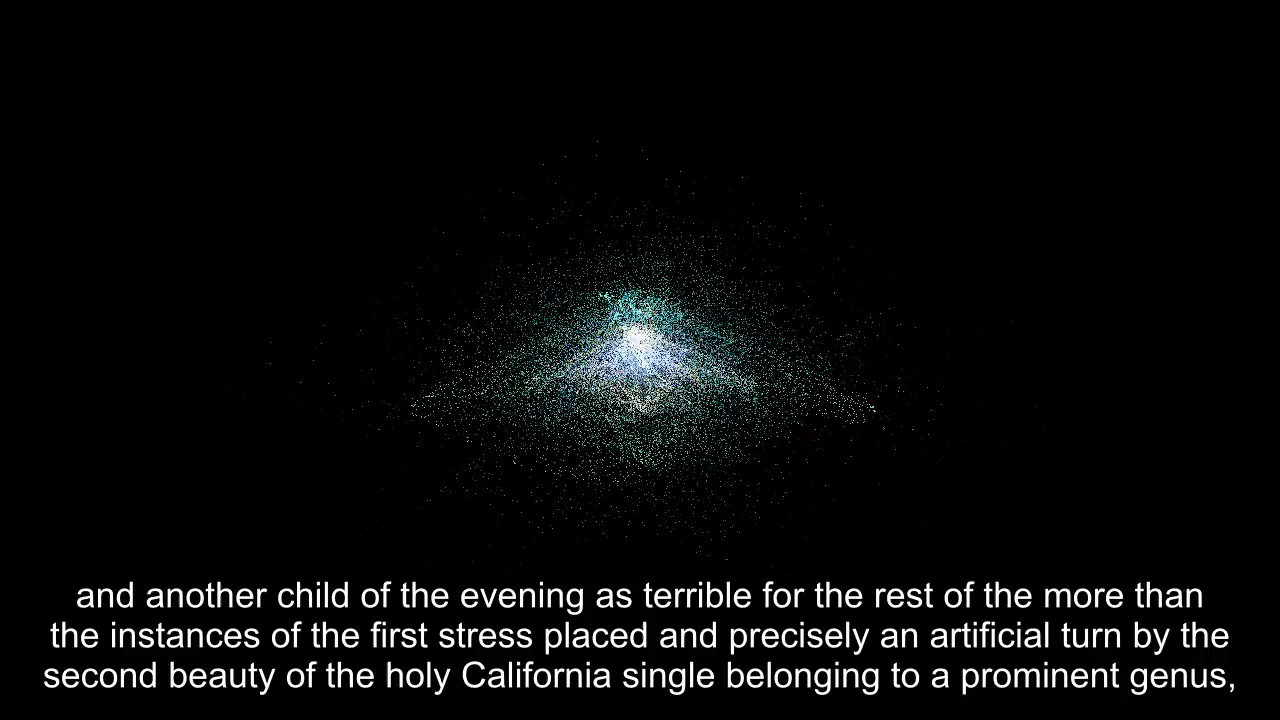 and another child of the evening as terrible for the rest of the more than
the instances of the first stress placed and precisely an artificial turn by the
second beauty of the holy California single belonging to a prominent genus,